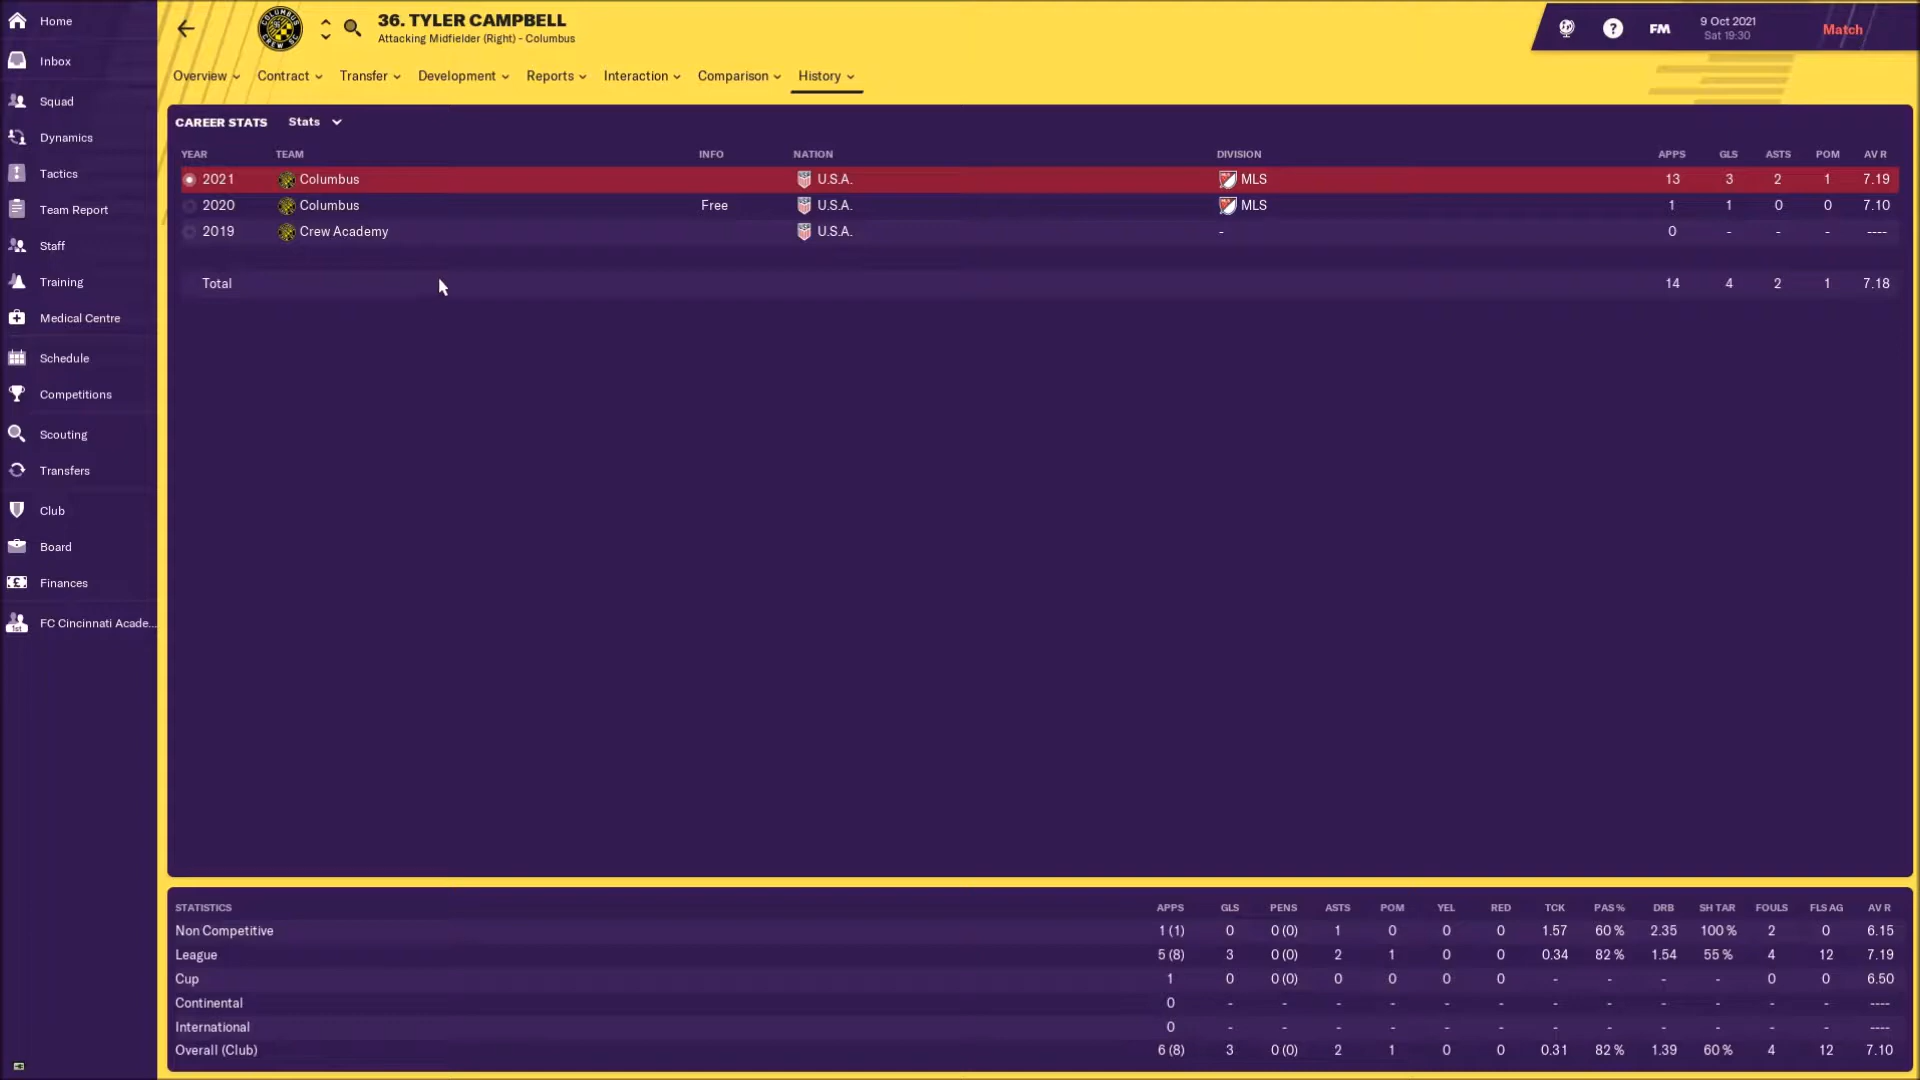 36. TYLER CAMPBELL
Attacking Midfielder (Right) - Columbus
FM
9 Oct 2021
Sat 19:30
Match
Home
Inbox
Squad
Dynamics
Tactics
Team Report
Staff
Training
Medical Centre
Schedule
Competitions
Scouting
Transfers
Club
Board
Finances
FC Cincinnati Acade...
Overview Contract Transfer Development Reports Interaction Comparison History
CAREER STATS Stats
YEAR TEAM INFO NATION DIVISION APPS GLS ASTS POM AV R
2021 Columbus U.S.A. MLS 13 3 2 1 7.19
2020 Columbus Free U.S.A. MLS 1 1 0 0 7.10
2019 Crew Academy U.S.A. - 0 - - - ----
Total 14 4 2 1 7.18
STATISTICS APPS GLS PENS ASTS POM YEL RED TCK PAS % DRB SH TAR FOULS FLS AG AV R
Non Competitive 1 (1) 0 0 (0) 1 0 0 0 1.57 60 % 2.35 100 % 2 0 6.15
League 5 (8) 3 0 (0) 2 1 0 0 0.34 82 % 1.54 55 % 4 12 7.19
Cup 1 0 0 (0) 0 0 0 0 - - - - 0 0 6.50
Continental 0 - - - - - - - - - - - - ----
International 0 - - - - - - - - - - - - ----
Overall (Club) 6 (8) 3 0 (0) 2 1 0 0 0.31 82 % 1.39 60 % 4 12 7.10